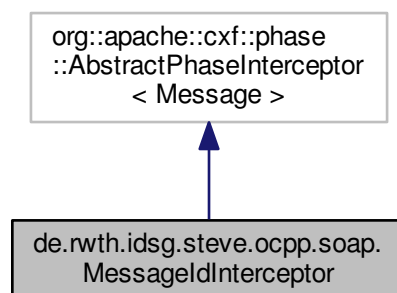 org::apache::cxf::phase
::AbstractPhaseInterceptor
< Message >
de.rwth.idsg.steve.ocpp.soap.
MessageIdInterceptor